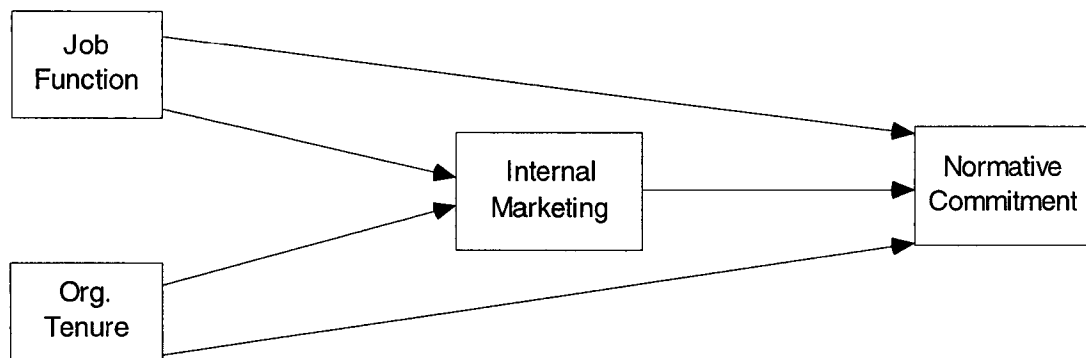 Job
Function
Internal
Marketing
Normative
Commitment
Org.
Tenure